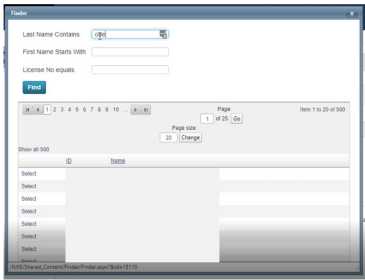 Finder
Last Name Contains
First Name Starts With
License No equals
Find
1 2 3 4 5 6 7 8 9 10 ...
Page:
1 of 25 Go
Item 1 to 20 of 500
Page size:
20 Change
Show all 500
ID Name
Select
Select
Select
Select
Select
Select
Select